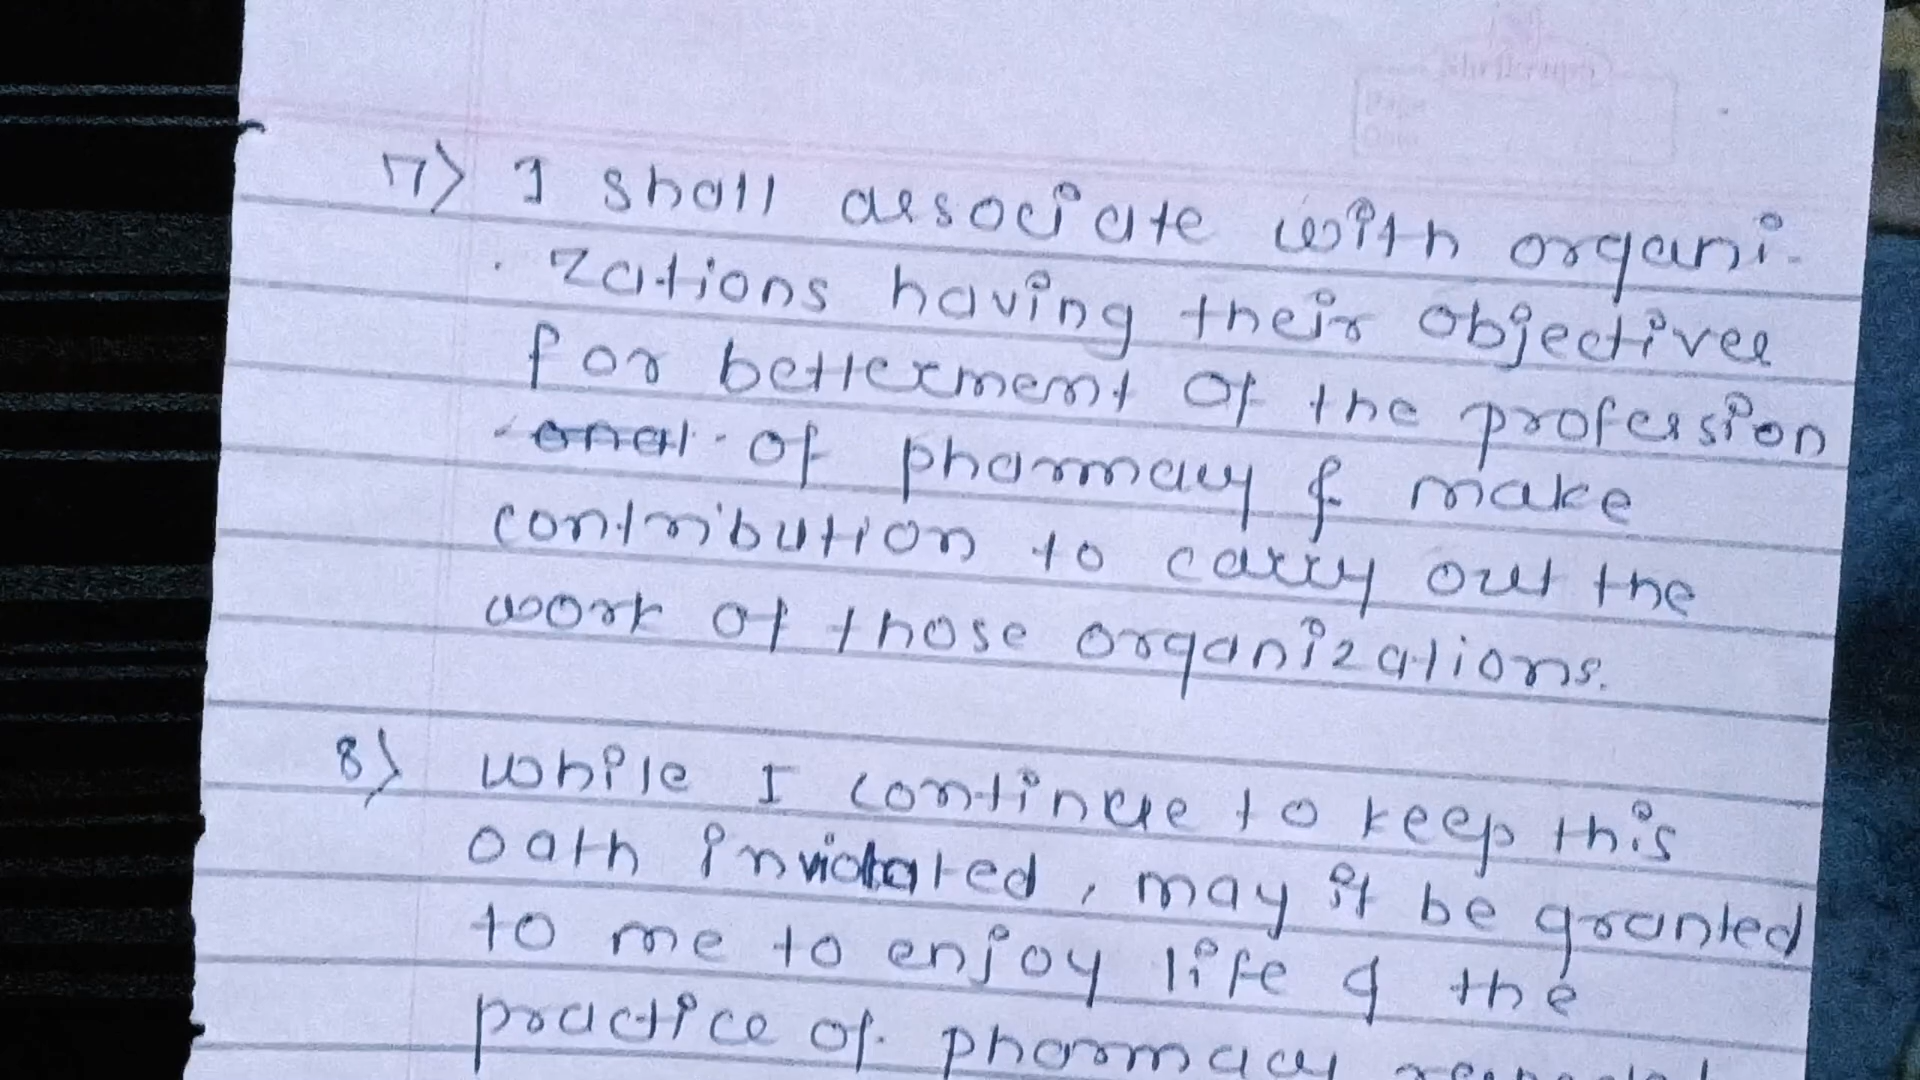 7) I shall associate with organi-
zations having their objectives
for betterment of the profession
onal of pharmacy & make
contribution to carry out the
work of those organizations.
8) While I continue to keep this
oath inviolated, may it be granted
to me to enjoy life & the
practice of pharmacy